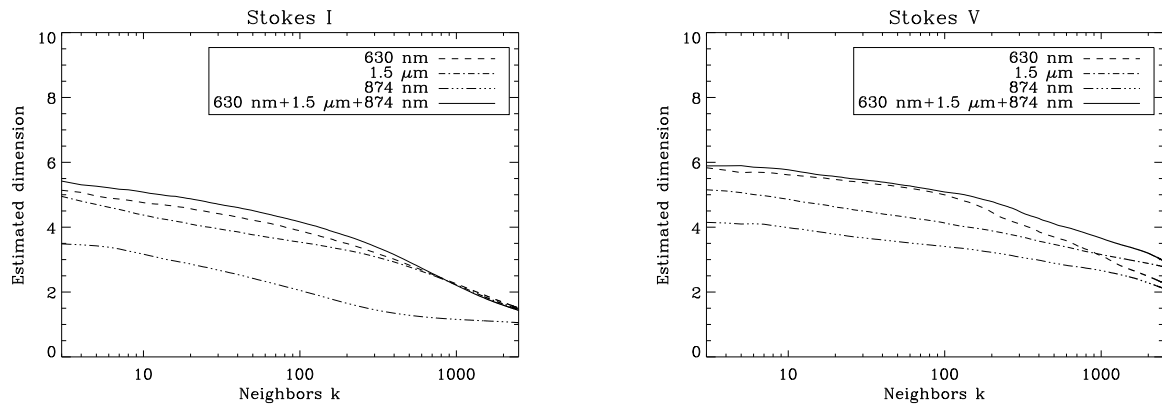 Stokes I
10
8
6
4
2
0
Estimated dimension
630 nm
1.5 μm
874 nm
630 nm+1.5 μm+874 nm
10
100
1000
Neighbors k
Stokes V
10
8
6
4
2
0
Estimated dimension
630 nm
1.5 μm
874 nm
630 nm+1.5 μm+874 nm
10
100
1000
Neighbors k